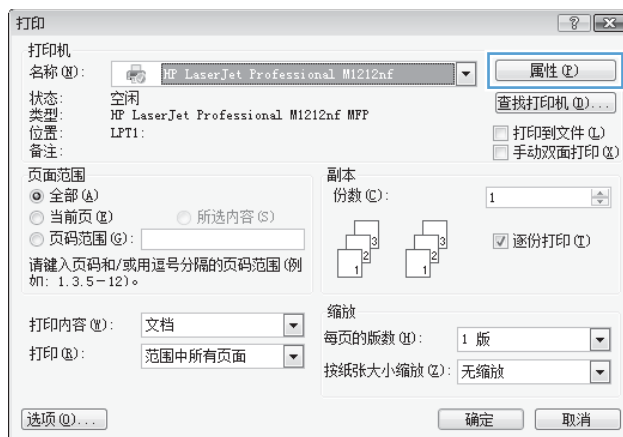 打印
打印机
名称(N): HP LaserJet Professional M1212nf 属性(P)
状态: 空闲 查找打印机(D)...
类型: HP LaserJet Professional M1212nf MFP
位置: LPT1: 打印到文件(L)
备注: 手动双面打印(X)
页面范围
全部(A)
当前页(E) 所选内容(S)
页码范围(G):
请键入页码和/或用逗号分隔的页码范围(例
如: 1.3.5-12)。
副本
份数(C): 1
1 2 3 1 2 3
逐份打印(T)
打印内容(W): 文档
打印(R): 范围中所有页面
缩放
每页的版数(H): 1 版
按纸张大小缩放(Z): 无缩放
选项(O)... 确定 取消